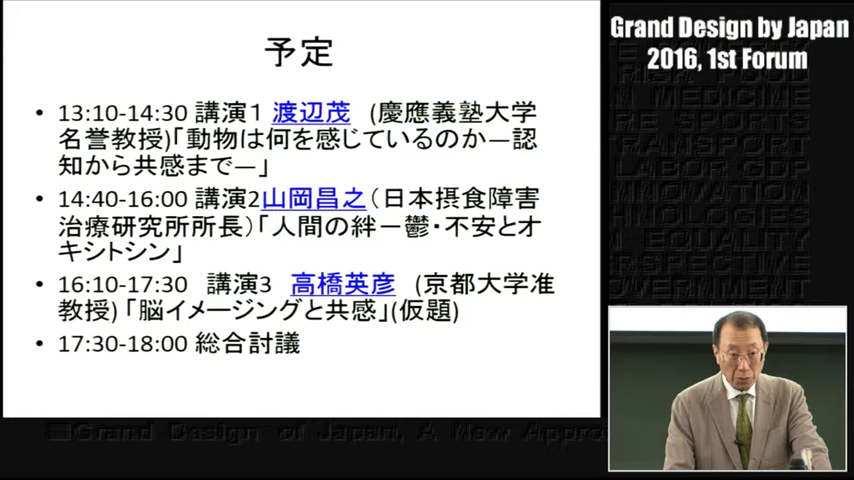 予定
• 13:10-14:30 講演1 渡辺茂 (慶應義塾大学
名誉教授)「動物は何を感じているのか―認
知から共感まで―」
• 14:40-16:00 講演2山岡昌之(日本摂食障害
治療研究所所長)「人間の絆－鬱・不安とオ
キシトシン」
• 16:10-17:30 講演3 高橋英彦 (京都大学准
教授)「脳イメージングと共感」(仮題)
• 17:30-18:00 総合討議
Grand Design by Japan
2016, 1st Forum
RISK FOOD
MEDICINE
SPORTS
TRANSPORT
LABOR GDP
INNOVATION
TECHNOLOGIES
EQUALITY
Grand Design of Japan, A New Appro